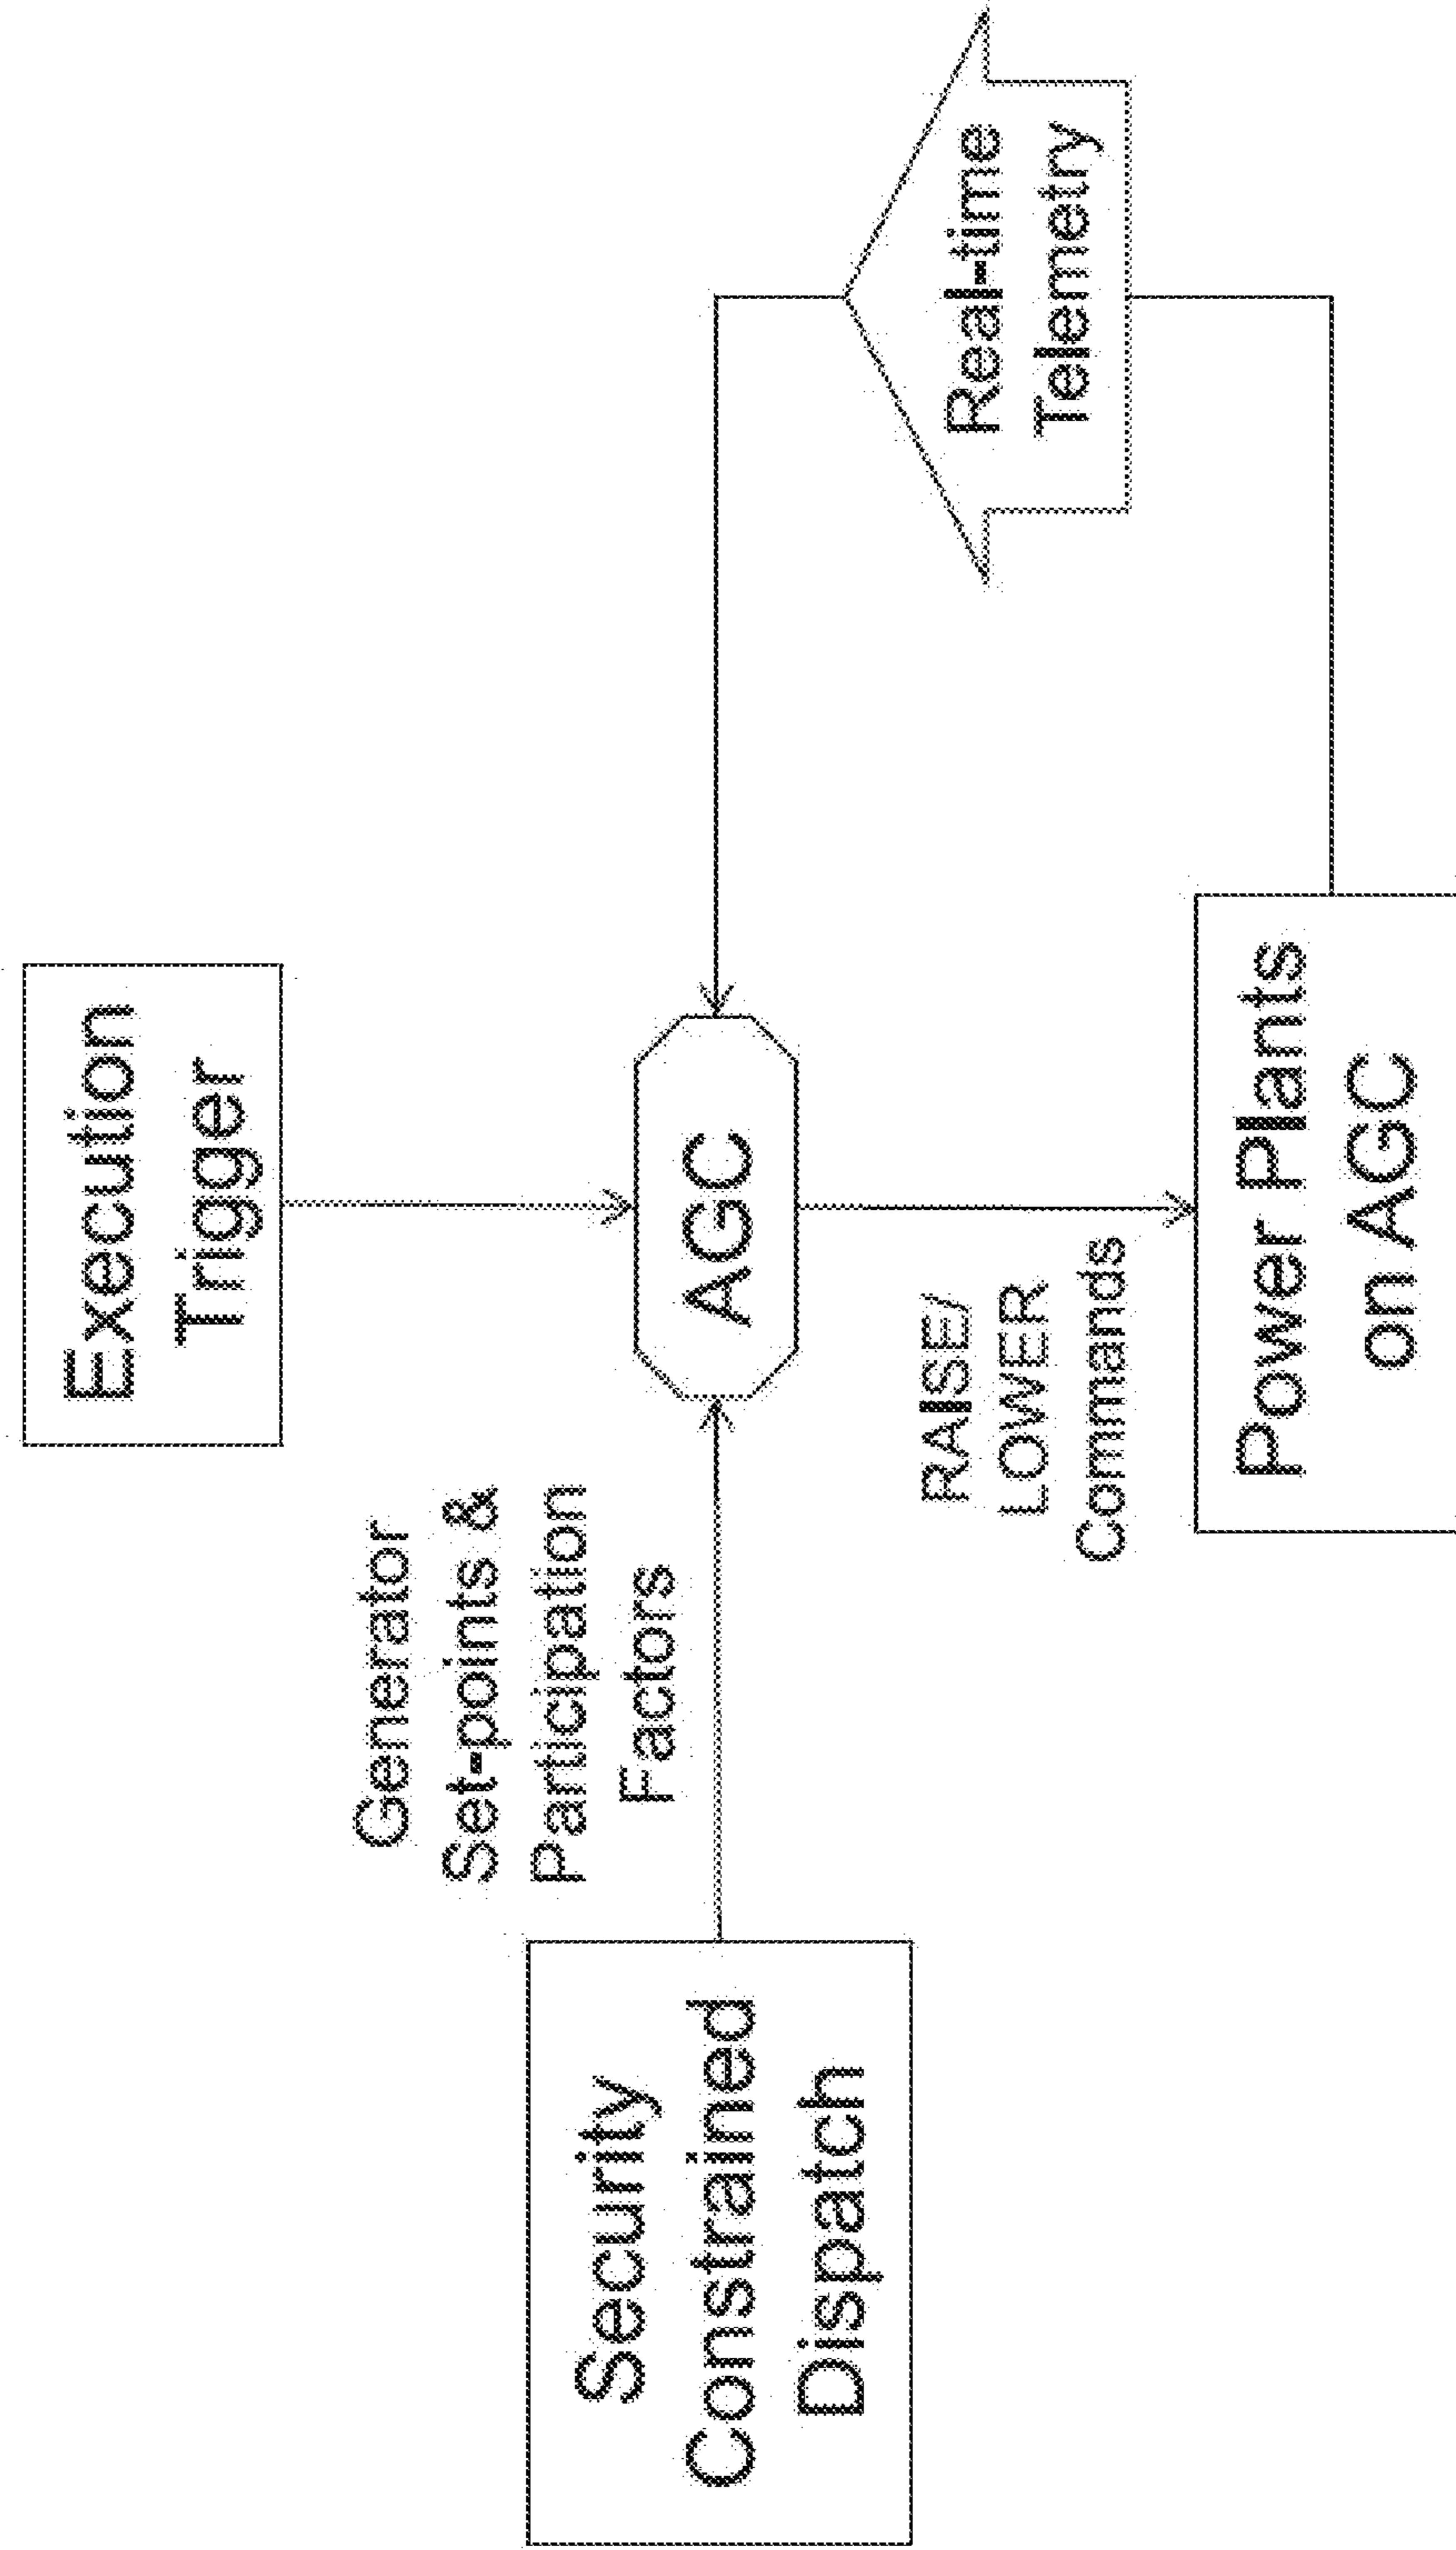 Execution
Trigger
Generator
Set-points &
Participation
Factors
Security
Constrained
Dispatch
AGC
RAISE/
LOWER
Commands
Real-time
Telemetry
Power Plants
on AGC